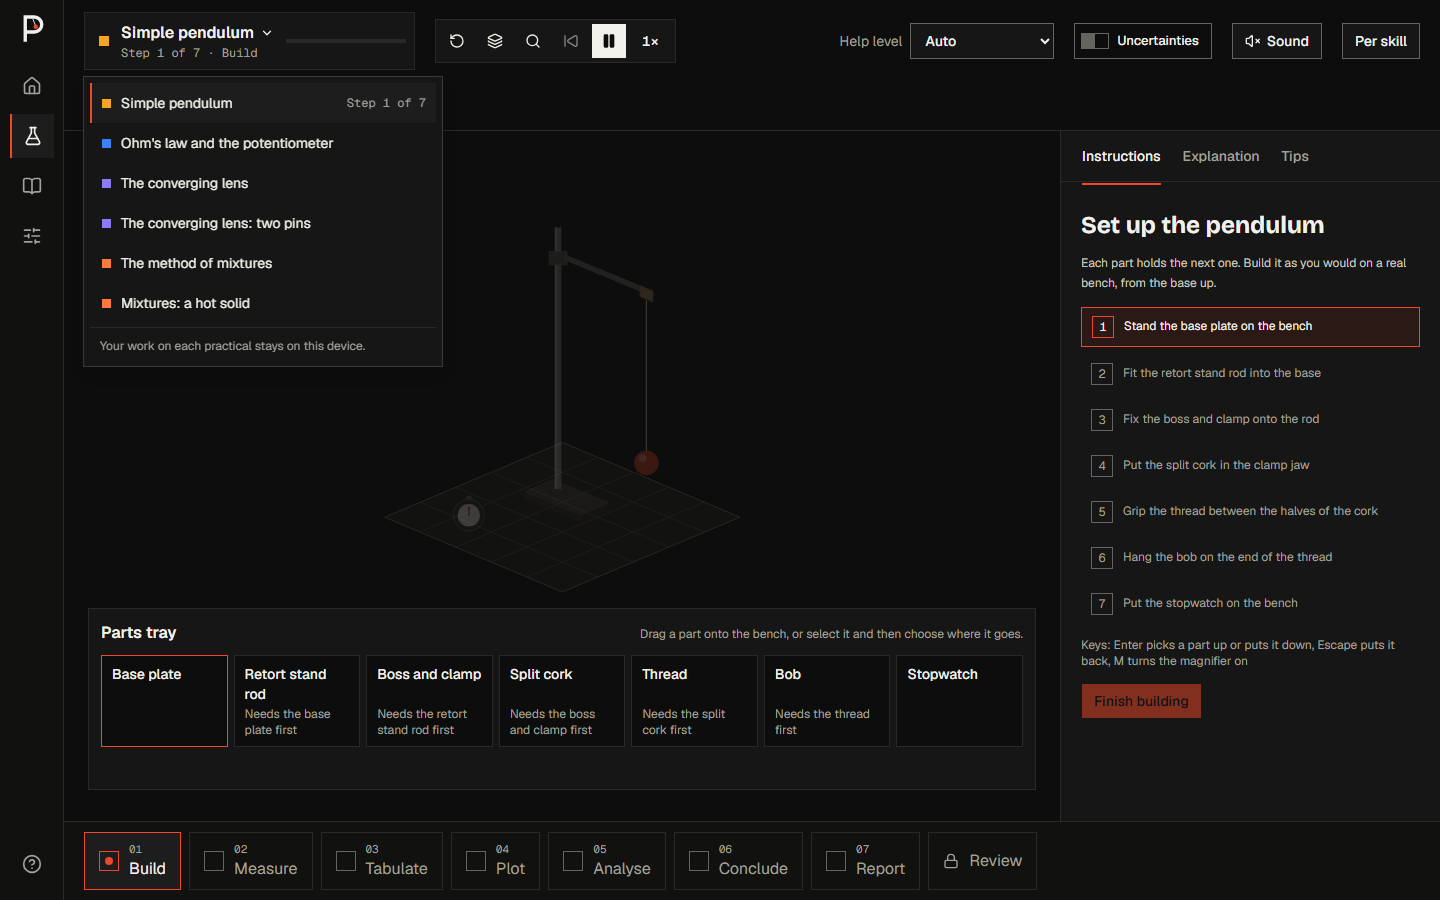 P
Simple pendulum
Step 1 of 7 · Build
1×
Help level
Auto
Uncertainties
Sound
Per skill
Simple pendulum
Step 1 of 7
Ohm's law and the potentiometer
The converging lens
The converging lens: two pins
The method of mixtures
Mixtures: a hot solid
Your work on each practical stays on this device.
Instructions
Explanation
Tips
Set up the pendulum
Each part holds the next one. Build it as you would on a real
bench, from the base up.
1 Stand the base plate on the bench
2 Fit the retort stand rod into the base
3 Fix the boss and clamp onto the rod
4 Put the split cork in the clamp jaw
5 Grip the thread between the halves of the cork
6 Hang the bob on the end of the thread
7 Put the stopwatch on the bench
Keys: Enter picks a part up or puts it down, Escape puts it
back, M turns the magnifier on
Finish building
Parts tray
Drag a part onto the bench, or select it and then choose where it goes.
Base plate
Retort stand
rod
Needs the base
plate first
Boss and clamp
Needs the retort
stand rod first
Split cork
Needs the boss
and clamp first
Thread
Needs the split
cork first
Bob
Needs the thread
first
Stopwatch
01
Build
02
Measure
03
Tabulate
04
Plot
05
Analyse
06
Conclude
07
Report
Review